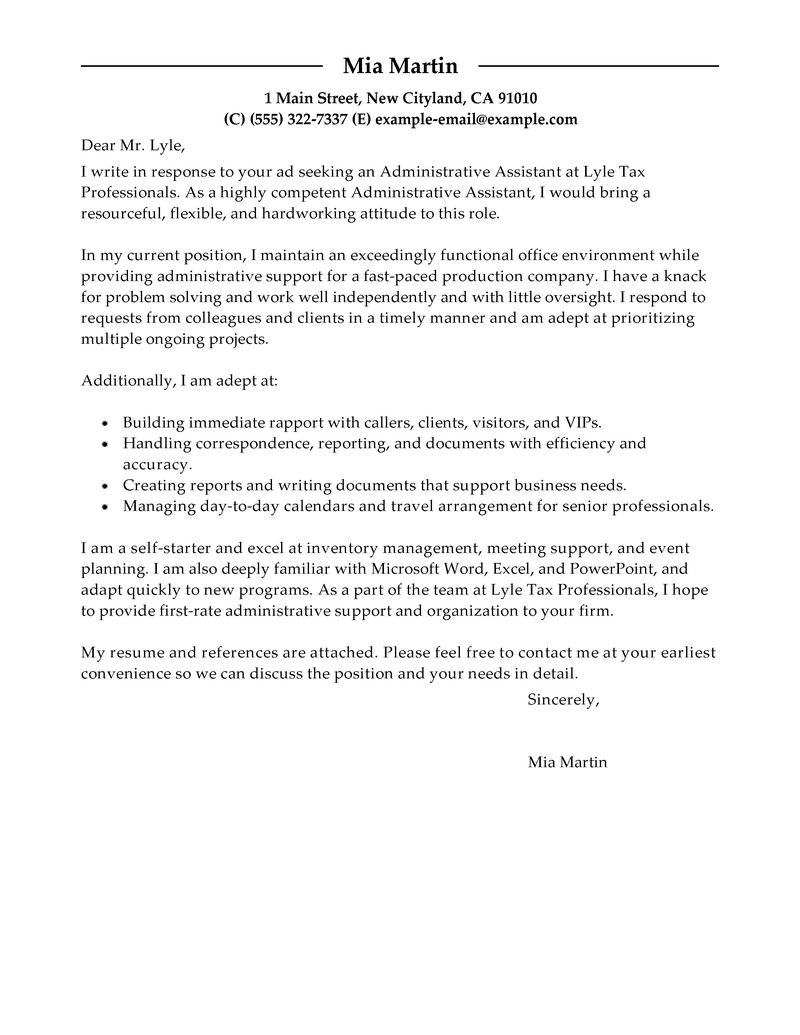 Mia Martin
1 Main Street, New Cityland, CA 91010
(C) (555) 322-7337 (E) example-email@example.com
Dear Mr. Lyle,
I write in response to your ad seeking an Administrative Assistant at Lyle Tax
Professionals. As a highly competent Administrative Assistant, I would bring a
resourceful, flexible, and hardworking attitude to this role.
In my current position, I maintain an exceedingly functional office environment while
providing administrative support for a fast-paced production company. I have a knack
for problem solving and work well independently and with little oversight. I respond to
requests from colleagues and clients in a timely manner and am adept at prioritizing
multiple ongoing projects.
Additionally, I am adept at:
• Building immediate rapport with callers, clients, visitors, and VIPs.
• Handling correspondence, reporting, and documents with efficiency and
accuracy.
• Creating reports and writing documents that support business needs.
• Managing day-to-day calendars and travel arrangement for senior professionals.
I am a self-starter and excel at inventory management, meeting support, and event
planning. I am also deeply familiar with Microsoft Word, Excel, and PowerPoint, and
adapt quickly to new programs. As a part of the team at Lyle Tax Professionals, I hope
to provide first-rate administrative support and organization to your firm.
My resume and references are attached. Please feel free to contact me at your earliest
convenience so we can discuss the position and your needs in detail.
Sincerely,
Mia Martin